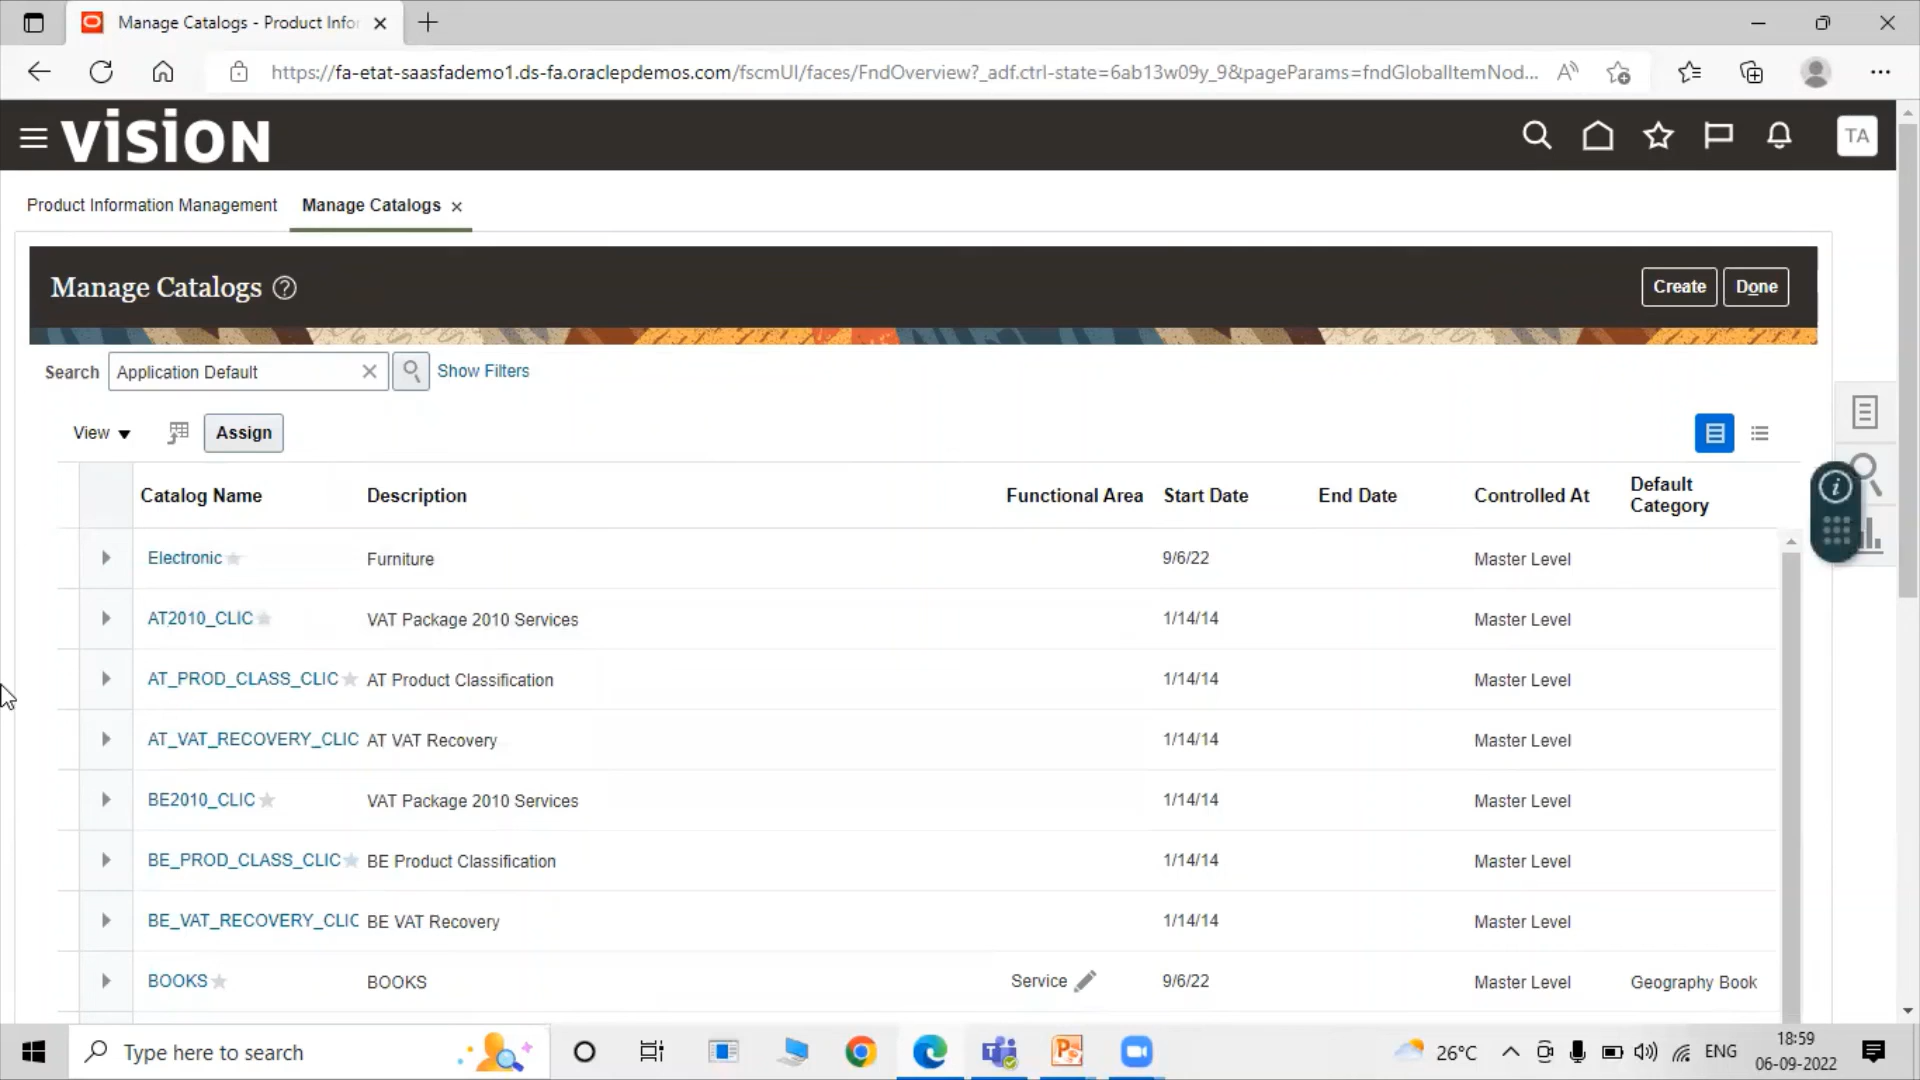 Manage Catalogs - Product Infor
https://fa-etat-saasfademo1.ds-fa.oraclepdemos.com/fscmUI/faces/FndOverview?_adf.ctrl-state=6ab13w09y_9&pageParams=fndGlobalItemNod...
VISION
TA
Product Information Management
Manage Catalogs
Manage Catalogs
Create
Done
Search
Application Default
Show Filters
View
Assign
Catalog Name Description Functional Area Start Date End Date Controlled At Default Category
Electronic Furniture 9/6/22 Master Level
AT2010_CLIC VAT Package 2010 Services 1/14/14 Master Level
AT_PROD_CLASS_CLIC AT Product Classification 1/14/14 Master Level
AT_VAT_RECOVERY_CLIC AT VAT Recovery 1/14/14 Master Level
BE2010_CLIC VAT Package 2010 Services 1/14/14 Master Level
BE_PROD_CLASS_CLIC BE Product Classification 1/14/14 Master Level
BE_VAT_RECOVERY_CLIC BE VAT Recovery 1/14/14 Master Level
BOOKS BOOKS Service 9/6/22 Master Level Geography Book
Type here to search
26°C
ENG
18:59
06-09-2022